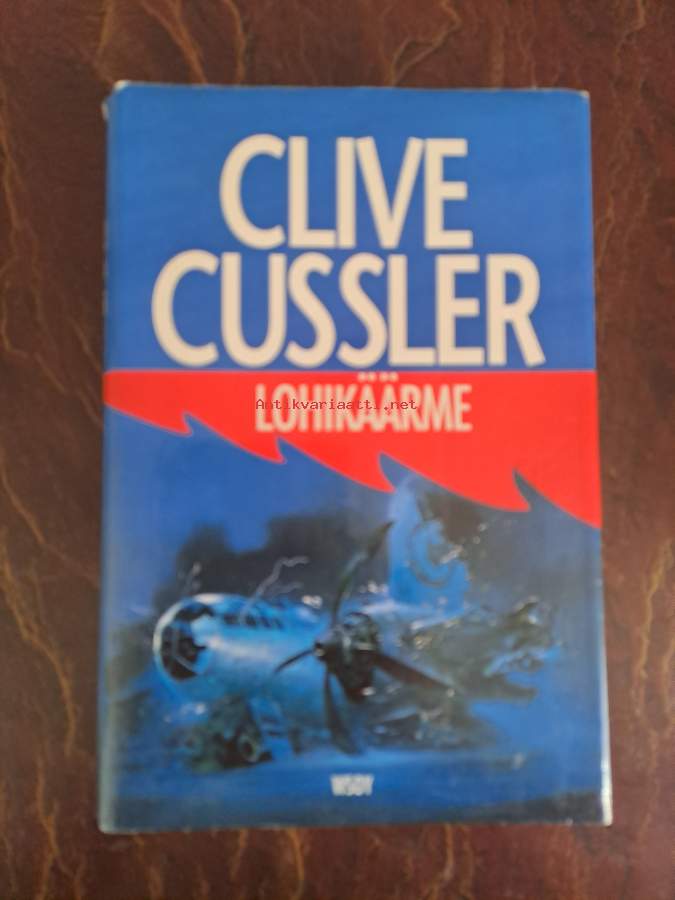 CLIVE
CUSSLER
LOHIKÄÄRME
Antikvariaatti.net
WSOY